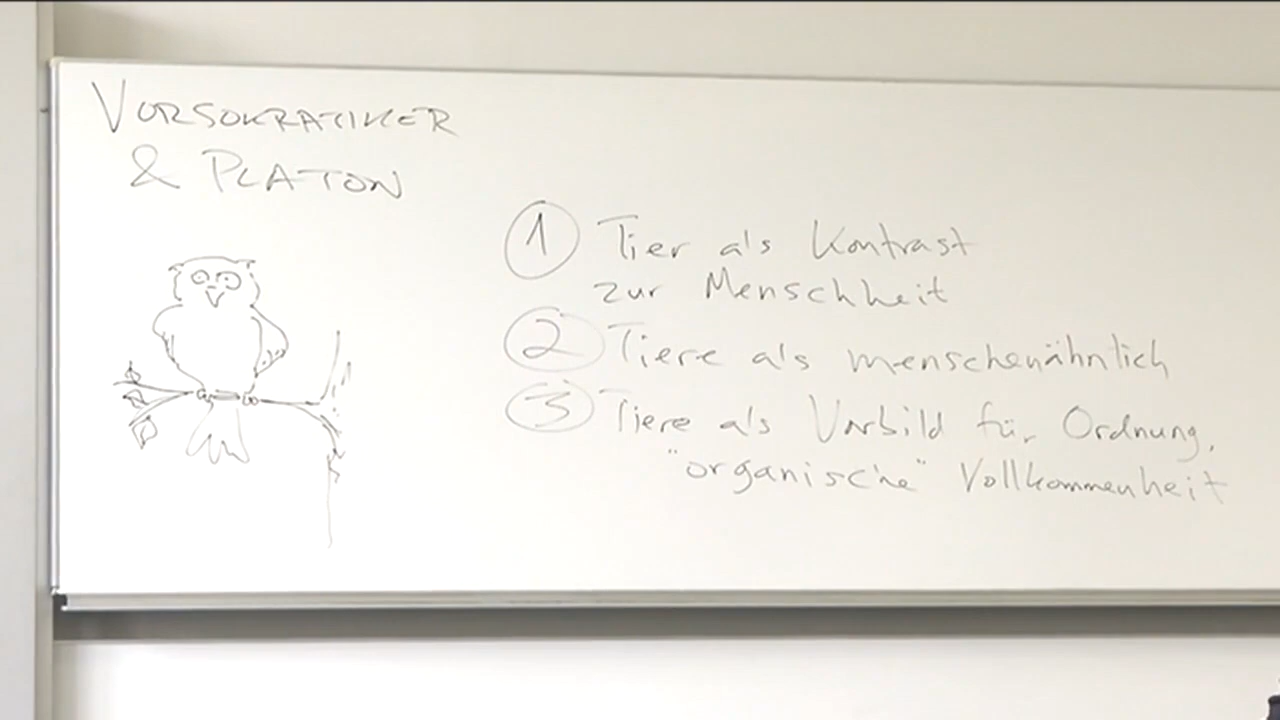 VORSOKRATIKER
& PLATON
1 Tier als Kontrast
zur Menschheit
2 Tiere als menschenähnlich
3 Tiere als Vorbild für Ordnung,
"organische" Vollkommenheit